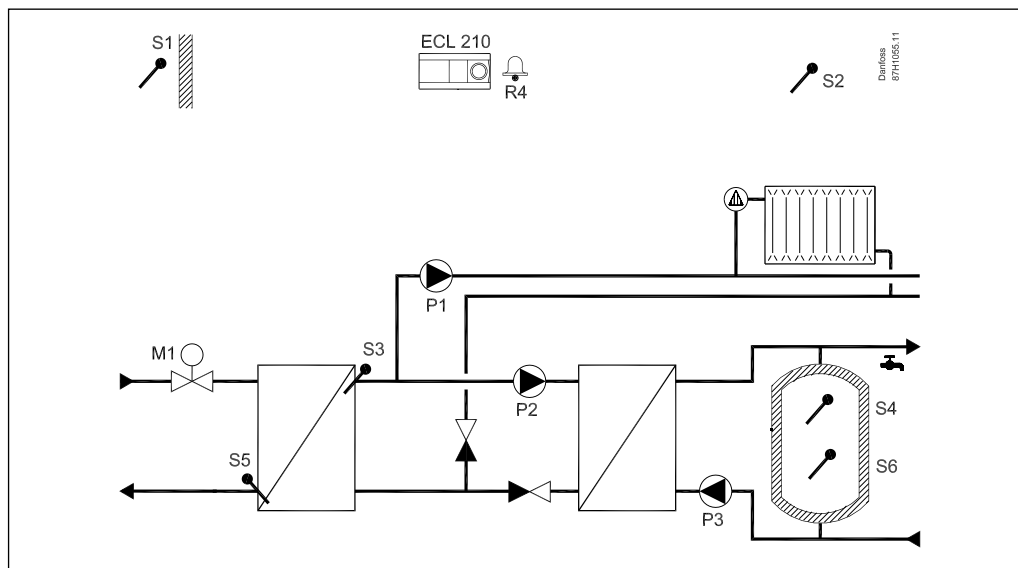 S1
ECL 210
R4
S2
Danfoss
87H1055.11
P1
M1
S3
P2
S4
S5
S6
P3